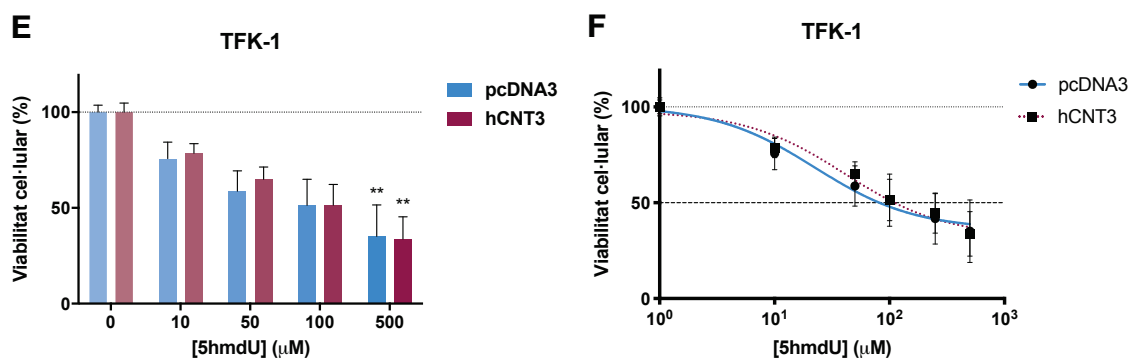 E
TFK-1
Viabilitat cel·lular (%)
100
50
0
**
**
0 10 50 100 500
[5hmdU] (μM)
pcDNA3
hCNT3
F
TFK-1
Viabilitat cel·lular (%)
100
50
0
10⁰ 10¹ 10² 10³
[5hmdU] (μM)
pcDNA3
hCNT3